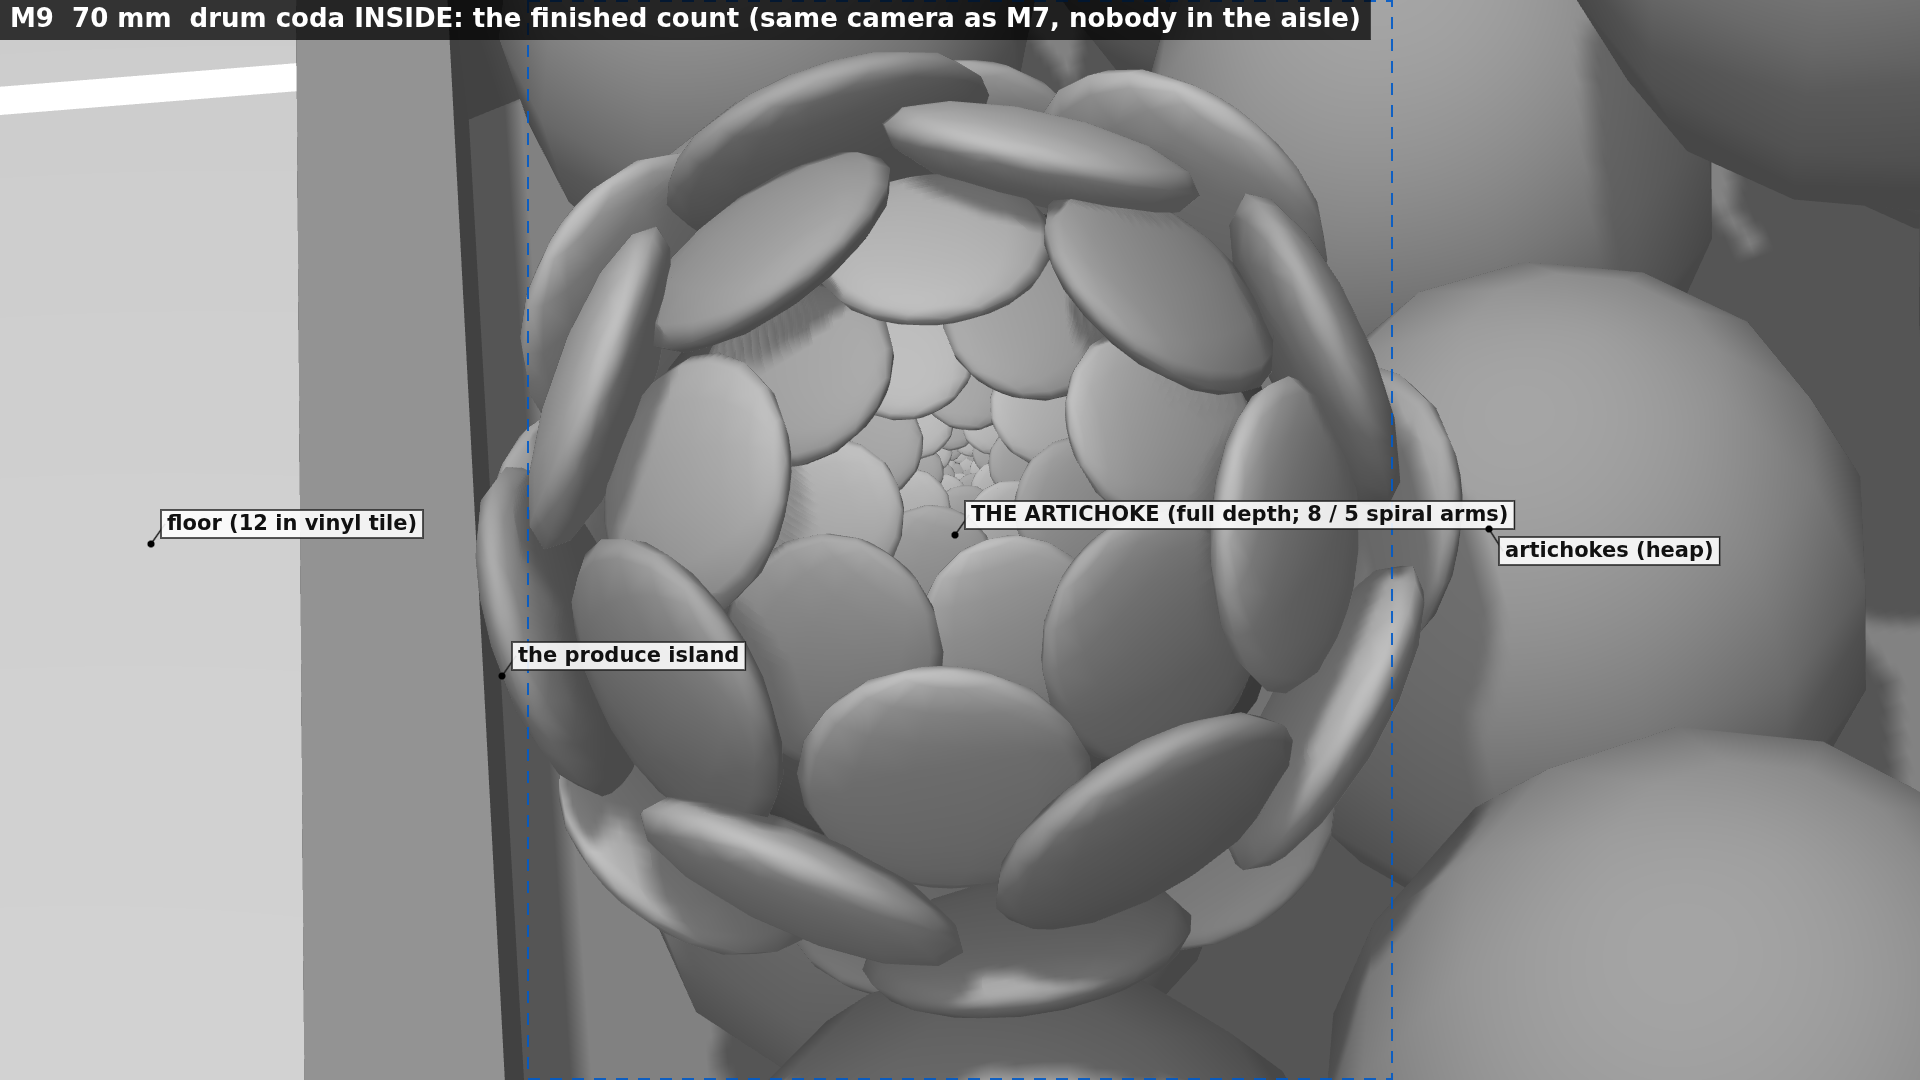 M9  70 mm  drum coda INSIDE: the finished count (same camera as M7, nobody in the aisle)
THE ARTICHOKE (full depth; 8 / 5 spiral arms)
floor (12 in vinyl tile)
artichokes (heap)
the produce island